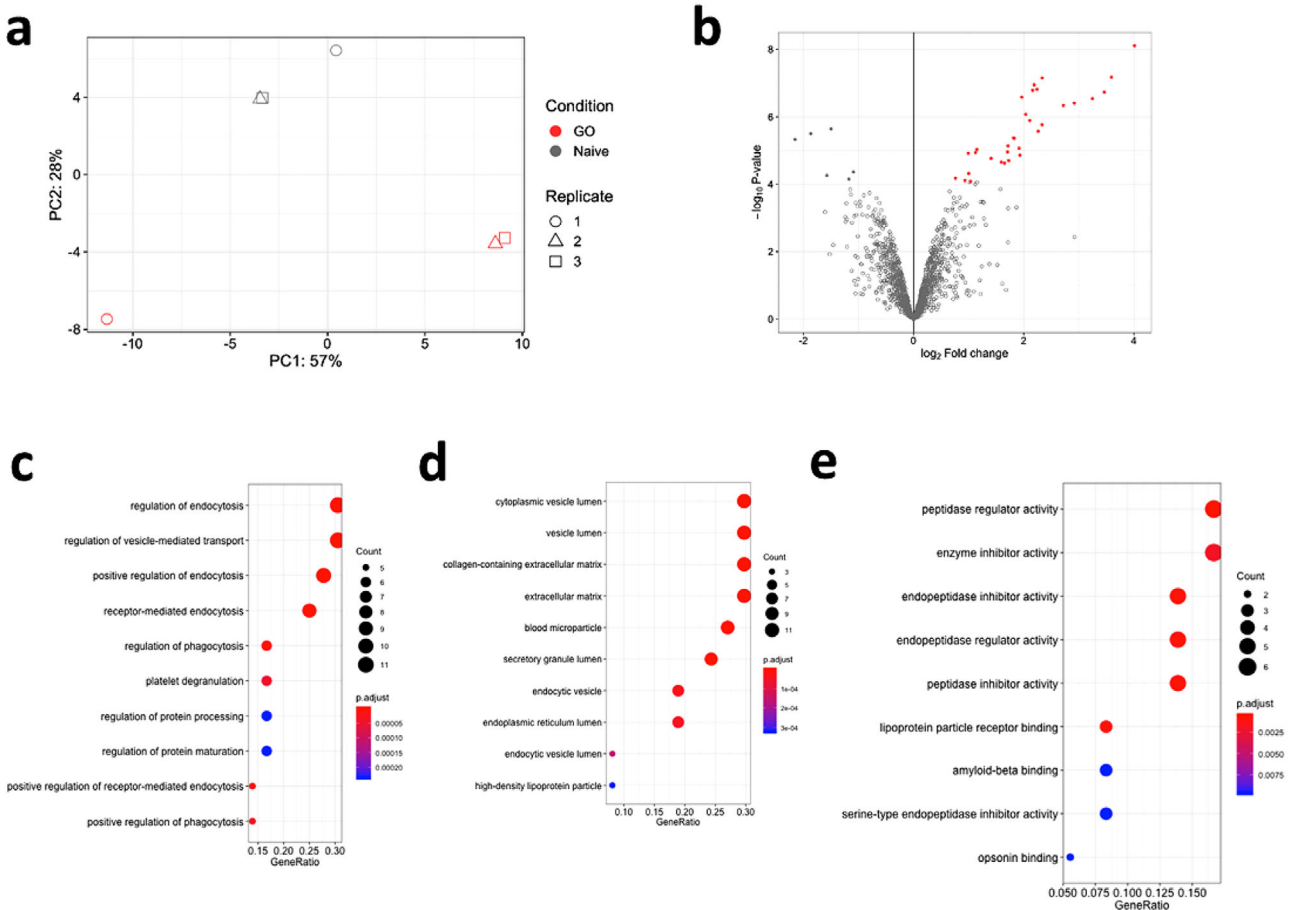 a
4
0
-4
-8
PC2: 28%
-10
-5
0
5
10
PC1: 57%
Condition
GO
Naive
Replicate
1
2
3
b
8
6
4
2
0
−log10 P-value
-2
0
2
4
log2 Fold change
c
regulation of endocytosis
regulation of vesicle-mediated transport
positive regulation of endocytosis
receptor-mediated endocytosis
regulation of phagocytosis
platelet degranulation
regulation of protein processing
regulation of protein maturation
positive regulation of receptor-mediated endocytosis
positive regulation of phagocytosis
0.15 0.20 0.25 0.30
GeneRatio
Count
5
6
7
8
9
10
11
p.adjust
0.00005
0.00010
0.00015
0.00020
d
cytoplasmic vesicle lumen
vesicle lumen
collagen-containing extracellular matrix
extracellular matrix
blood microparticle
secretory granule lumen
endocytic vesicle
endoplasmic reticulum lumen
endocytic vesicle lumen
high-density lipoprotein particle
0.10 0.15 0.20 0.25 0.30
GeneRatio
Count
3
5
7
9
11
p.adjust
1e-04
2e-04
3e-04
e
peptidase regulator activity
enzyme inhibitor activity
endopeptidase inhibitor activity
endopeptidase regulator activity
peptidase inhibitor activity
lipoprotein particle receptor binding
amyloid-beta binding
serine-type endopeptidase inhibitor activity
opsonin binding
0.050 0.075 0.100 0.125 0.150
GeneRatio
Count
2
3
4
5
6
p.adjust
0.0025
0.0050
0.0075